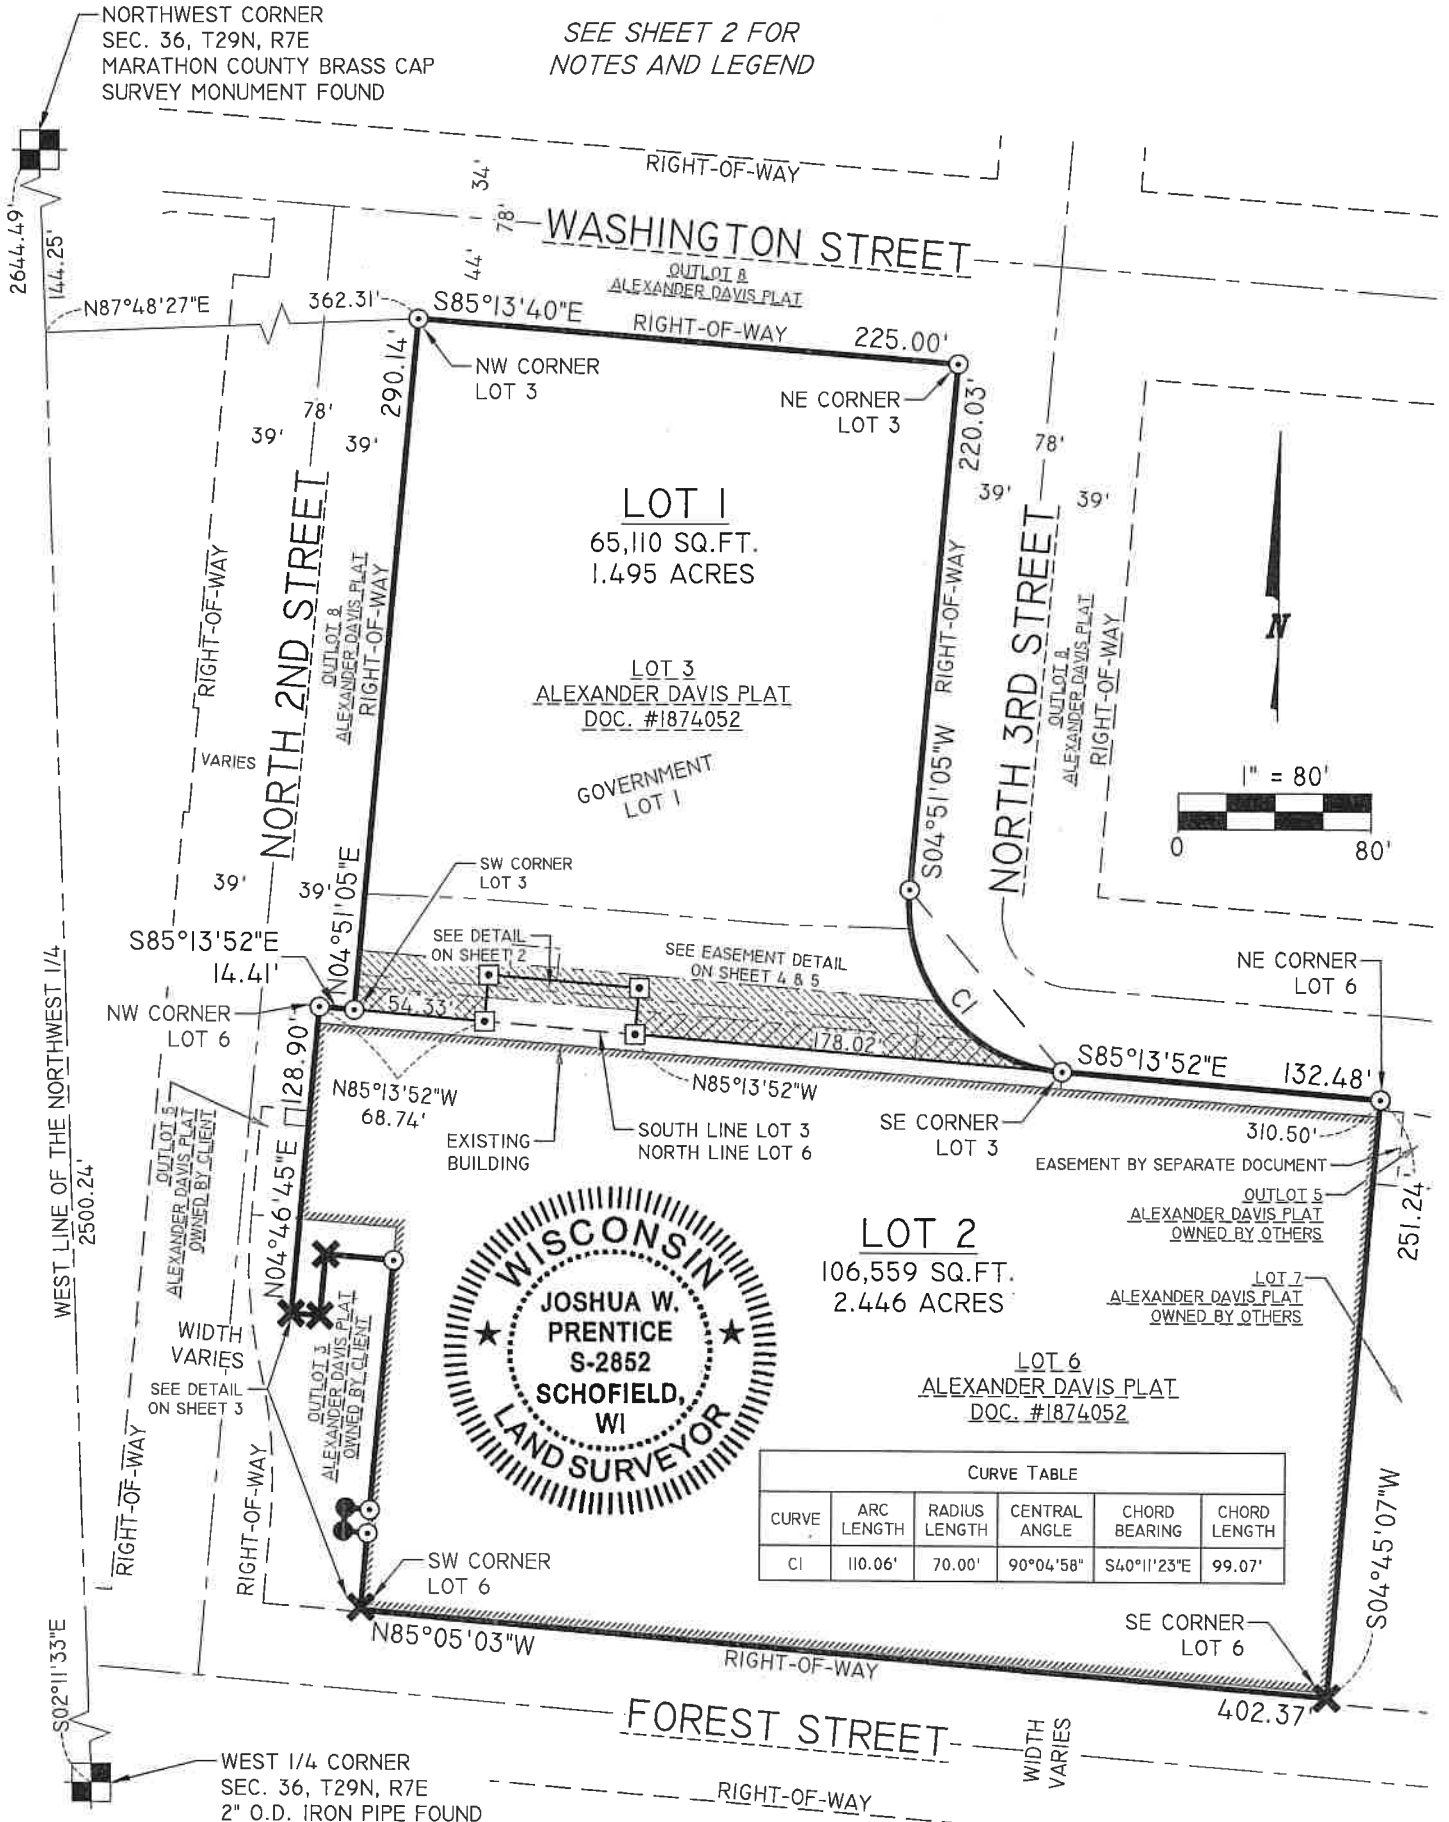 NORTHWEST CORNER
SEC. 36, T29N, R7E
MARATHON COUNTY BRASS CAP
SURVEY MONUMENT FOUND
SEE SHEET 2 FOR
NOTES AND LEGEND
RIGHT-OF-WAY
34'
78'
44'
WASHINGTON STREET
OUTLOT 8
ALEXANDER DAVIS PLAT
RIGHT-OF-WAY
2644.49'
144.25'
N87°48'27"E
362.31'
S85°13'40"E
225.00'
NW CORNER
LOT 3
NE CORNER
LOT 3
290.14'
220.03'
78'
39'
39'
78'
39'
39'
LOT 1
65,110 SQ.FT.
1.495 ACRES
LOT 3
ALEXANDER DAVIS PLAT
DOC. #1874052
GOVERNMENT
LOT 1
RIGHT-OF-WAY
NORTH 2ND STREET
OUTLOT 8
ALEXANDER DAVIS PLAT
RIGHT-OF-WAY
VARIES
S04°51'05"W
RIGHT-OF-WAY
NORTH 3RD STREET
OUTLOT 8
ALEXANDER DAVIS PLAT
RIGHT-OF-WAY
N
1" = 80'
0
80'
39'
39'
N04°51'05"E
SW CORNER
LOT 3
S85°13'52"E
14.41'
NW CORNER
LOT 6
SEE DETAIL
ON SHEET 2
SEE EASEMENT DETAIL
ON SHEET 4 & 5
54.33'
178.02'
C1
NE CORNER
LOT 6
S85°13'52"E
132.48'
N85°13'52"W
68.74'
N85°13'52"W
EXISTING
BUILDING
SOUTH LINE LOT 3
NORTH LINE LOT 6
SE CORNER
LOT 3
310.50'
EASEMENT BY SEPARATE DOCUMENT
OUTLOT 5
ALEXANDER DAVIS PLAT
OWNED BY OTHERS
251.24'
LOT 7
ALEXANDER DAVIS PLAT
OWNED BY OTHERS
WEST LINE OF THE NORTHWEST 1/4
2500.24'
128.90'
N04°46'45"E
OUTLOT 5
ALEXANDER DAVIS PLAT
OWNED BY CLIENT
WIDTH
VARIES
SEE DETAIL
ON SHEET 3
OUTLOT 3
ALEXANDER DAVIS PLAT
OWNED BY CLIENT
WISCONSIN
JOSHUA W.
PRENTICE
S-2852
SCHOFIELD,
WI
LAND SURVEYOR
LOT 2
106,559 SQ.FT.
2.446 ACRES
LOT 6
ALEXANDER DAVIS PLAT
DOC. #1874052
CURVE TABLE
CURVE ARC LENGTH RADIUS LENGTH CENTRAL ANGLE CHORD BEARING CHORD LENGTH
C1 110.06' 70.00' 90°04'58" S40°11'23"E 99.07'
RIGHT-OF-WAY
RIGHT-OF-WAY
SW CORNER
LOT 6
N85°05'03"W
RIGHT-OF-WAY
402.37'
SE CORNER
LOT 6
S04°45'07"W
S02°11'33"E
FOREST STREET
WIDTH
VARIES
RIGHT-OF-WAY
WEST 1/4 CORNER
SEC. 36, T29N, R7E
2" O.D. IRON PIPE FOUND